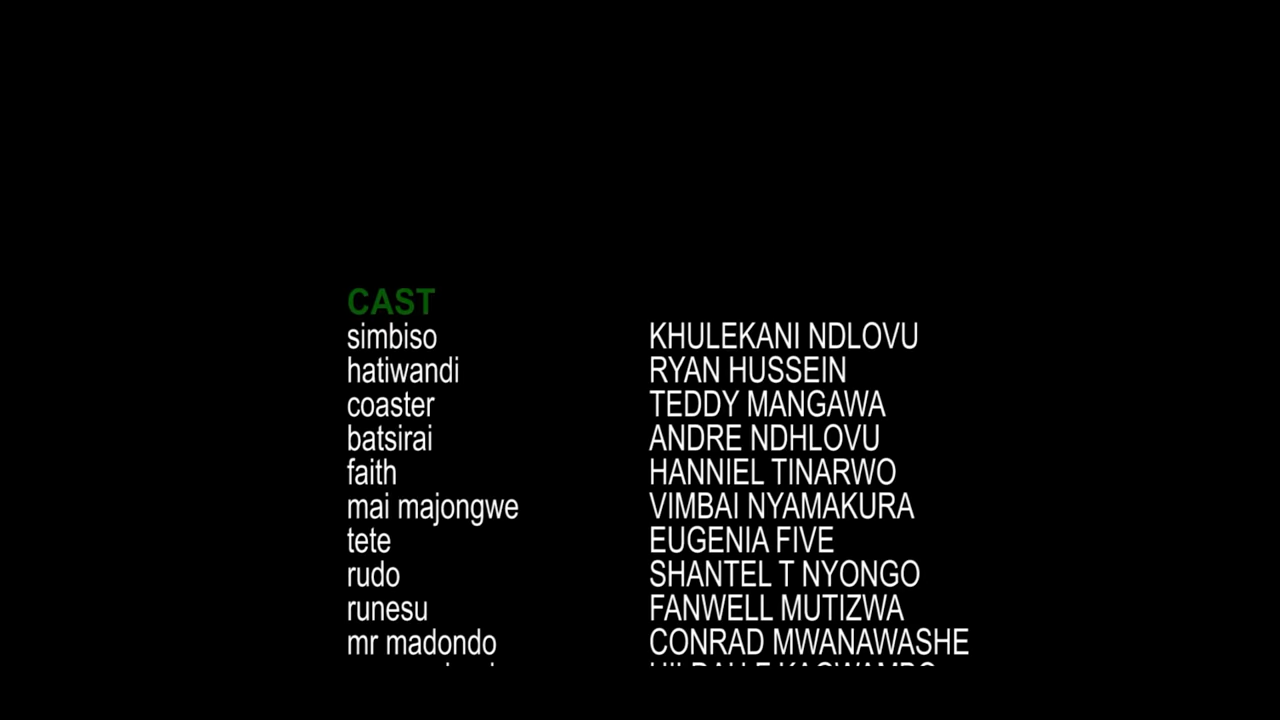 CAST
simbiso KHULEKANI NDLOVU
hatiwandi RYAN HUSSEIN
coaster TEDDY MANGAWA
batsirai ANDRE NDHLOVU
faith HANNIEL TINARWO
mai majongwe VIMBAI NYAMAKURA
tete EUGENIA FIVE
rudo SHANTEL T NYONGO
runesu FANWELL MUTIZWA
mr madondo CONRAD MWANAWASHE